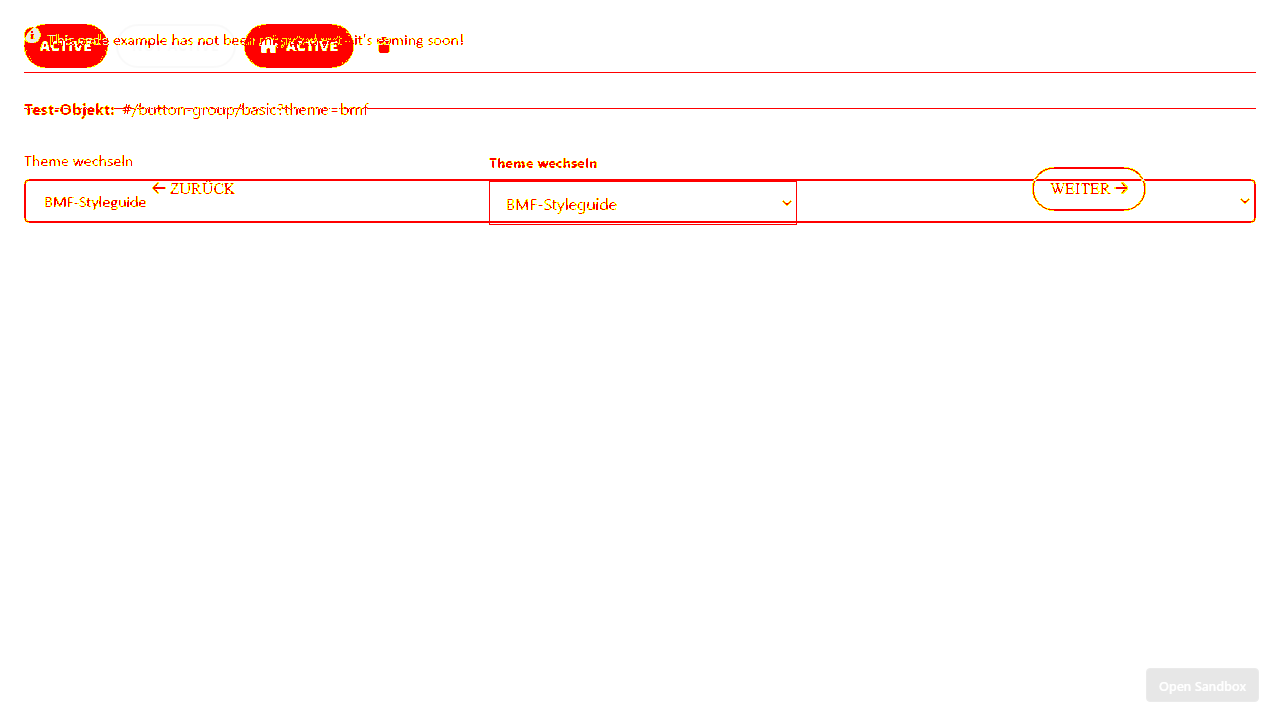 This code example has not been migrated yet - it's coming soon!
ACTIVE
ACTIVE
Test-Objekt: #/button-group/basic?theme=bmf
Theme wechseln
Theme wechseln
← ZURÜCK
WEITER →
BMF-Styleguide
BMF-Styleguide
Open Sandbox